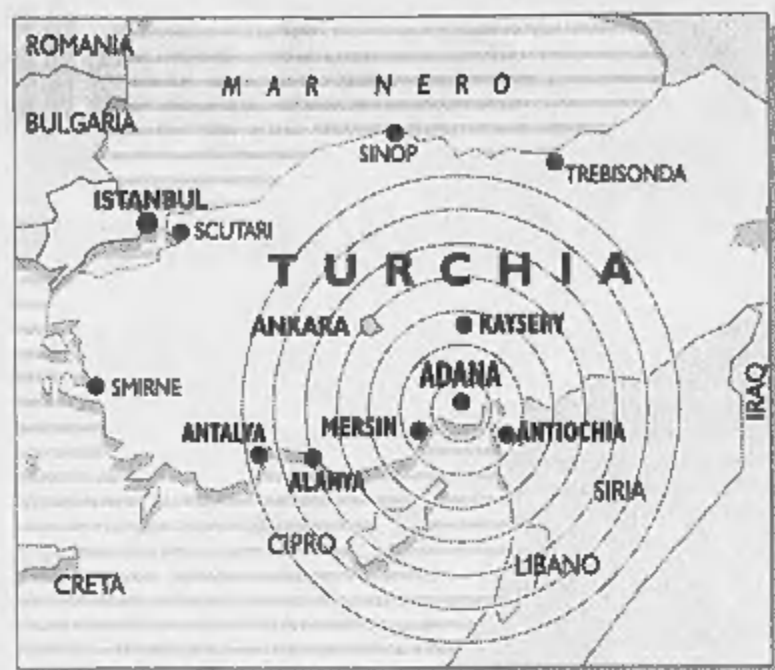 ROMANIA
MAR NERO
BULGARIA
SINOP
TREBISONDA
ISTANBUL
SCUTARI
TURCHIA
ANKARA
KAYSERY
ADANA
SMIRNE
IRAQ
ANTALYA
MERSIN
ANTIOCHIA
ALANYA
SIRIA
CIPRO
LIBANO
CRETA